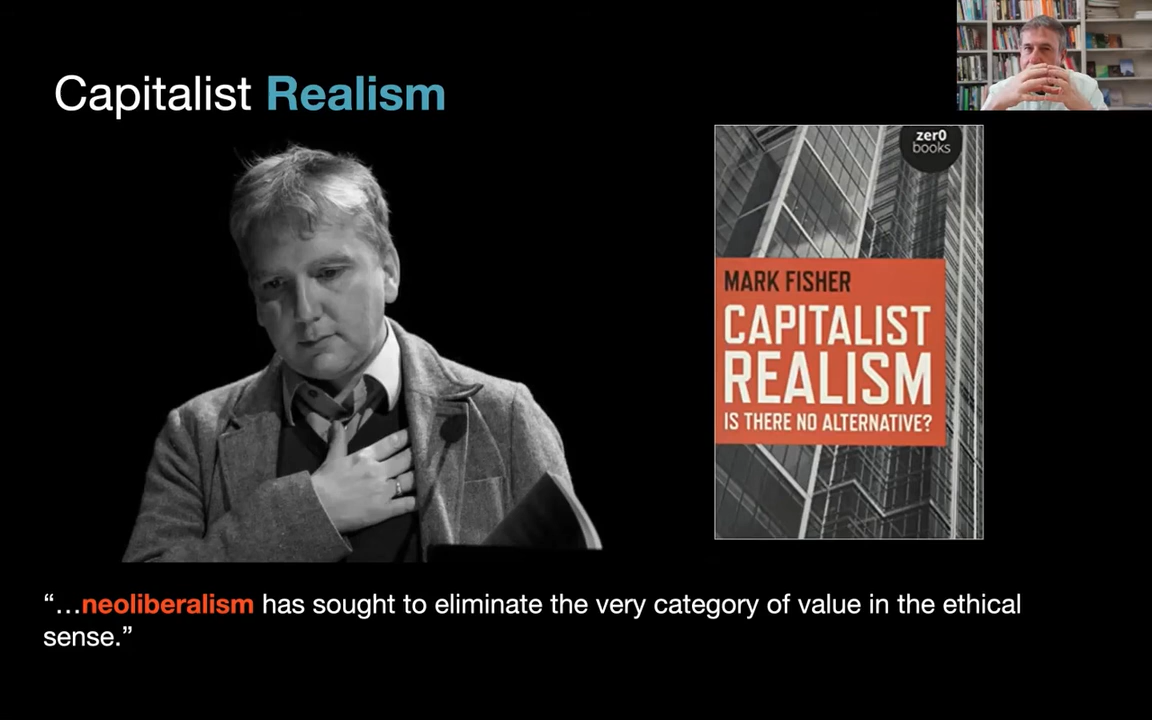 Capitalist Realism
zer0
books
MARK FISHER
CAPITALIST
REALISM
IS THERE NO ALTERNATIVE?
“…neoliberalism has sought to eliminate the very category of value in the ethical
sense.”